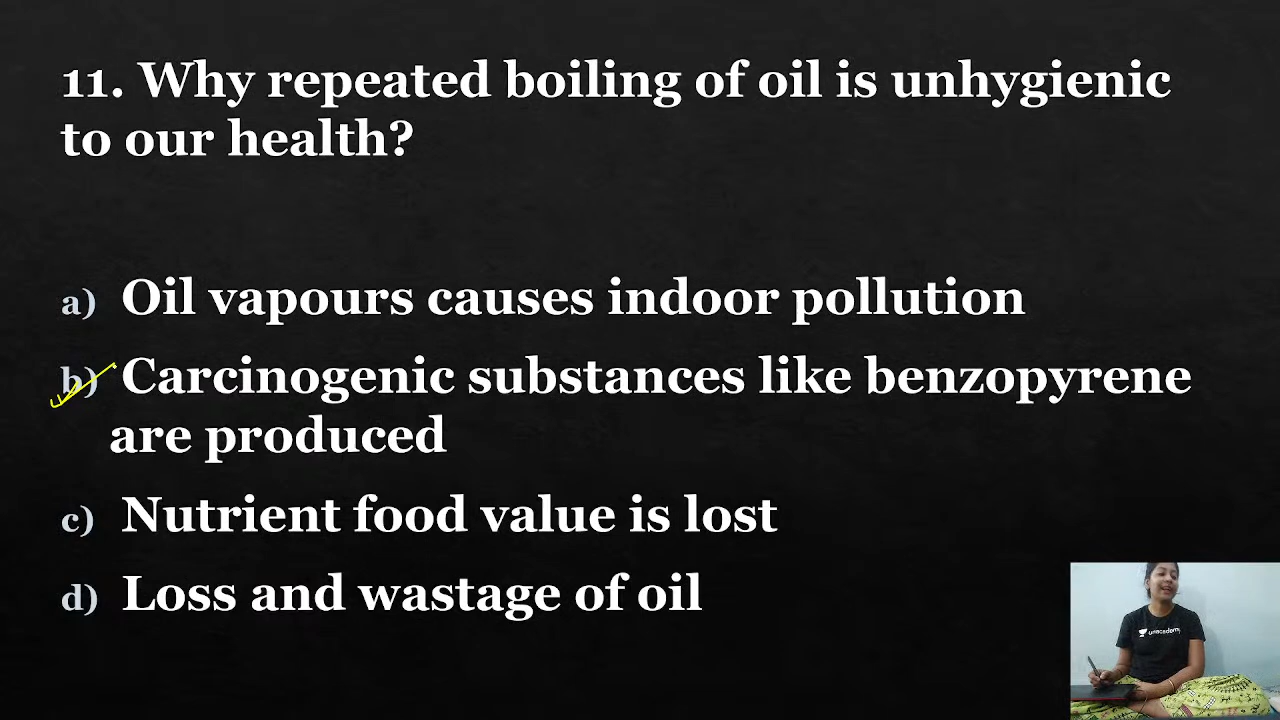 11. Why repeated boiling of oil is unhygienic
to our health?
a) Oil vapours causes indoor pollution
b) Carcinogenic substances like benzopyrene
are produced
c) Nutrient food value is lost
d) Loss and wastage of oil
unacademy